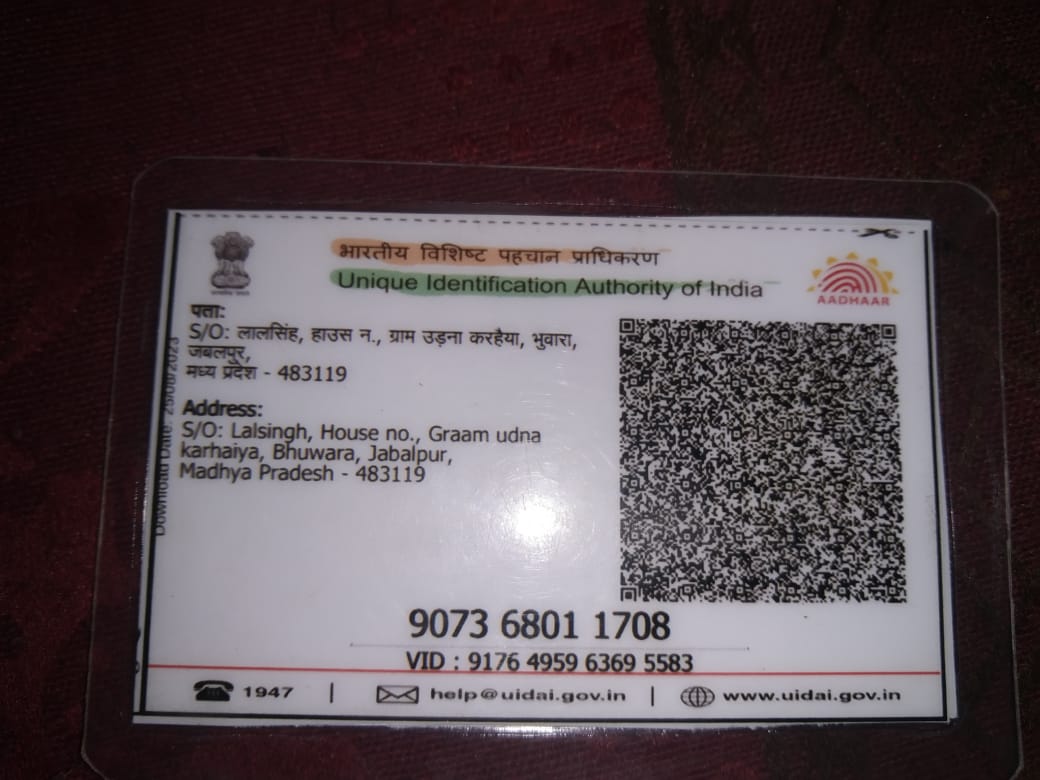 भारतीय विशिष्ट पहचान प्राधिकरण
Unique Identification Authority of India
AADHAAR
पता:
S/O: लालसिंह, हाउस न., ग्राम उड़ना करहैया, भुवारा,
जबलपुर,
मध्य प्रदेश - 483119
Address:
S/O: Lalsingh, House no., Graam udna
karhaiya, Bhuwara, Jabalpur,
Madhya Pradesh - 483119
Download Date: 25/08/2023
9073 6801 1708
VID : 9176 4959 6369 5583
1947 | help@uidai.gov.in | www.uidai.gov.in